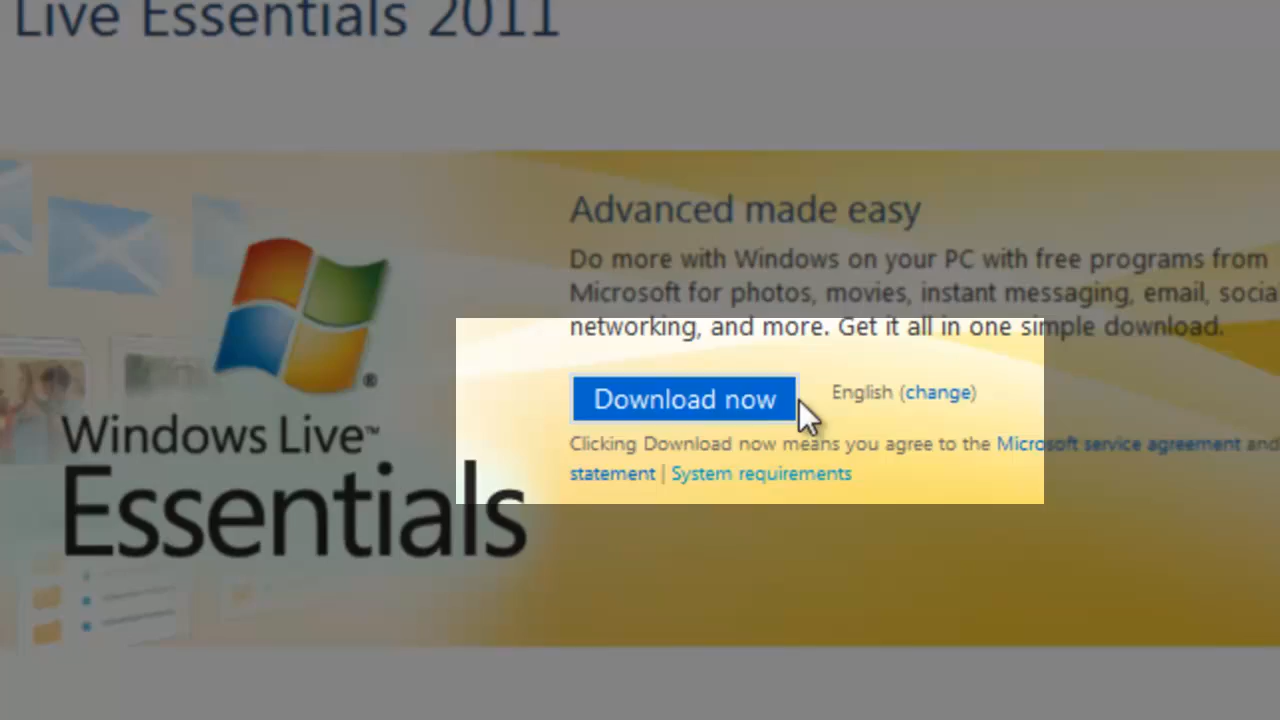 Live Essentials 2011
Advanced made easy
Do more with Windows on your PC with free programs from
Microsoft for photos, movies, instant messaging, email, socia
networking, and more. Get it all in one simple download.
Download now
English (change)
Clicking Download now means you agree to the Microsoft service agreement and
statement | System requirements
®
Windows Live™
Essentials